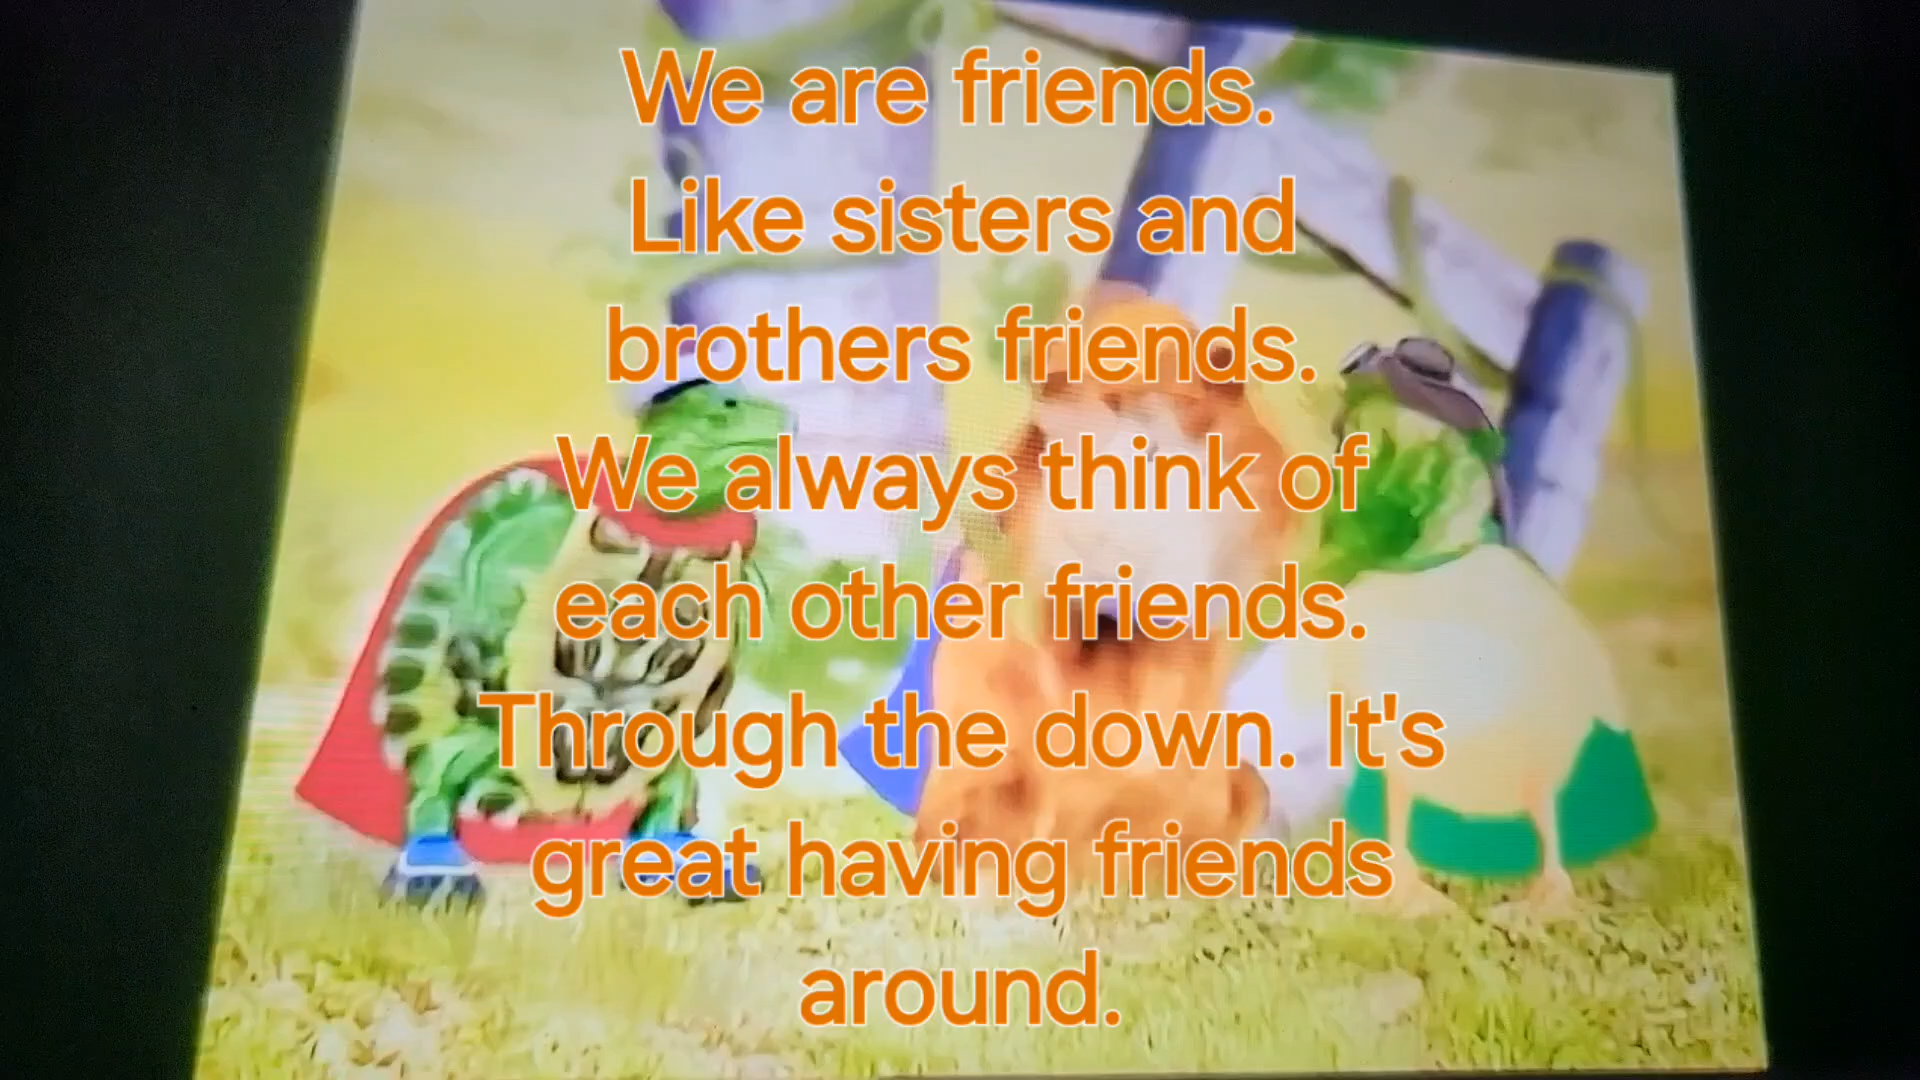 We are friends.
Like sisters and
brothers friends.
We always think of
each other friends.
Through the down. It's
great having friends
around.